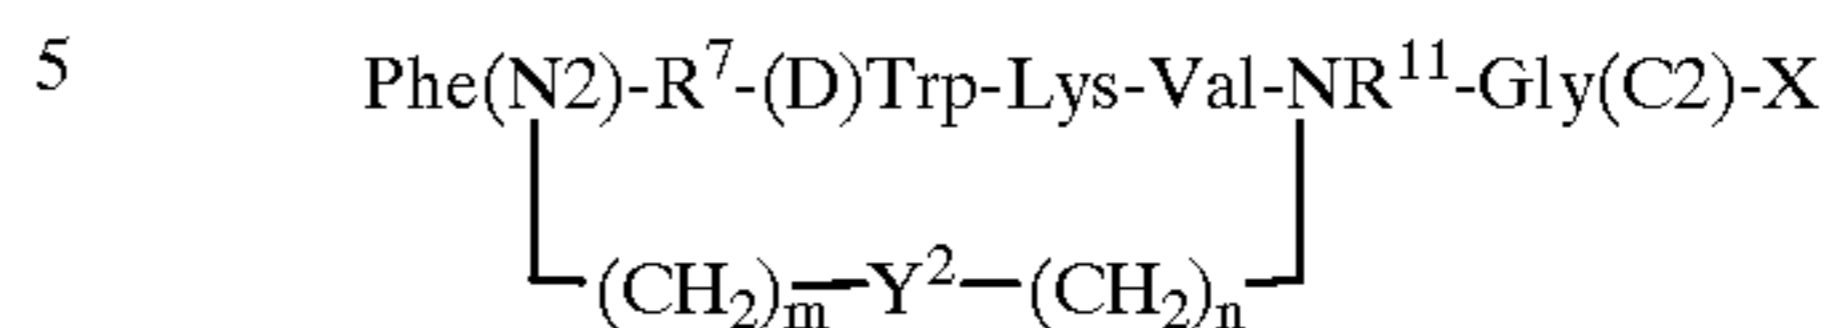 5 Phe(N2)-R⁷-(D)Trp-Lys-Val-NR¹¹-Gly(C2)-X
(CH₂)ₘ—Y²—(CH₂)ₙ